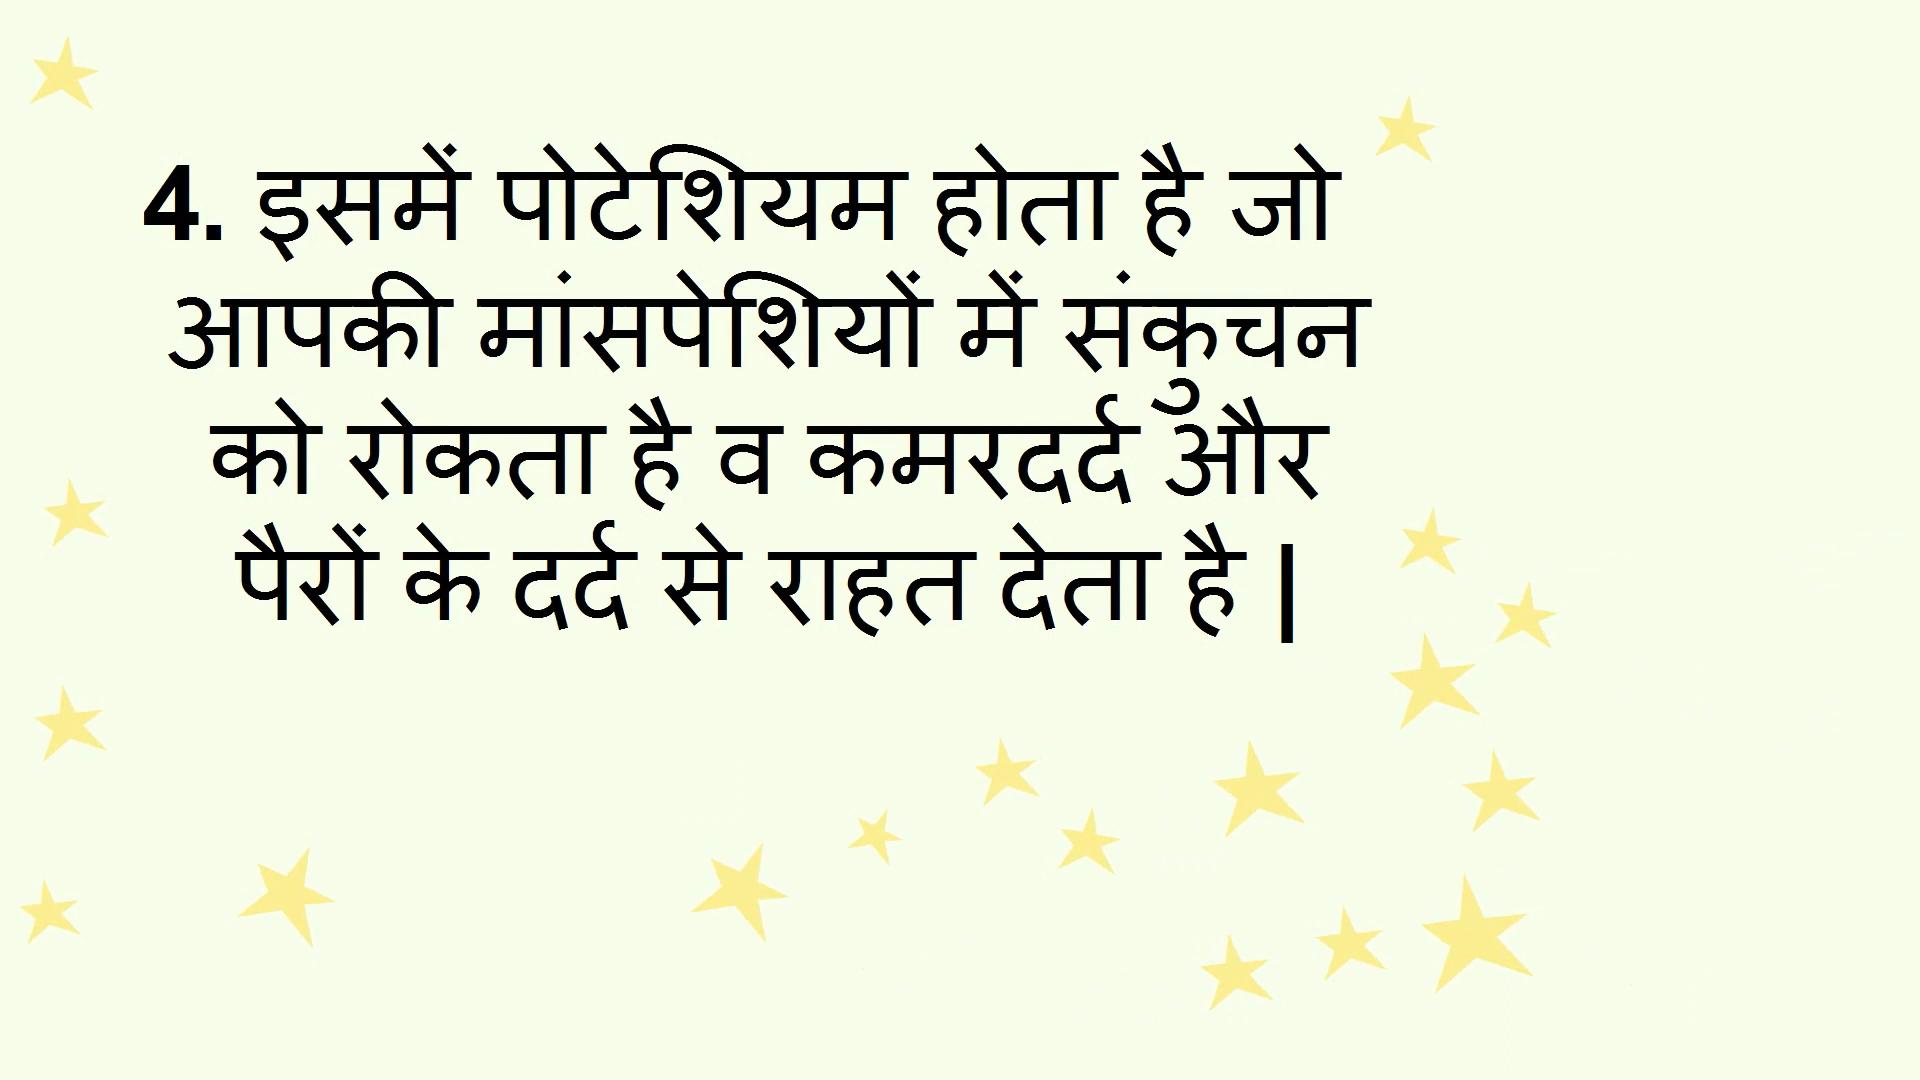 4. इसमें पोटेशियम होता है जो
आपकी मांसपेशियों में संकुचन
को रोकता है व कमरदर्द और
पैरों के दर्द से राहत देता है |